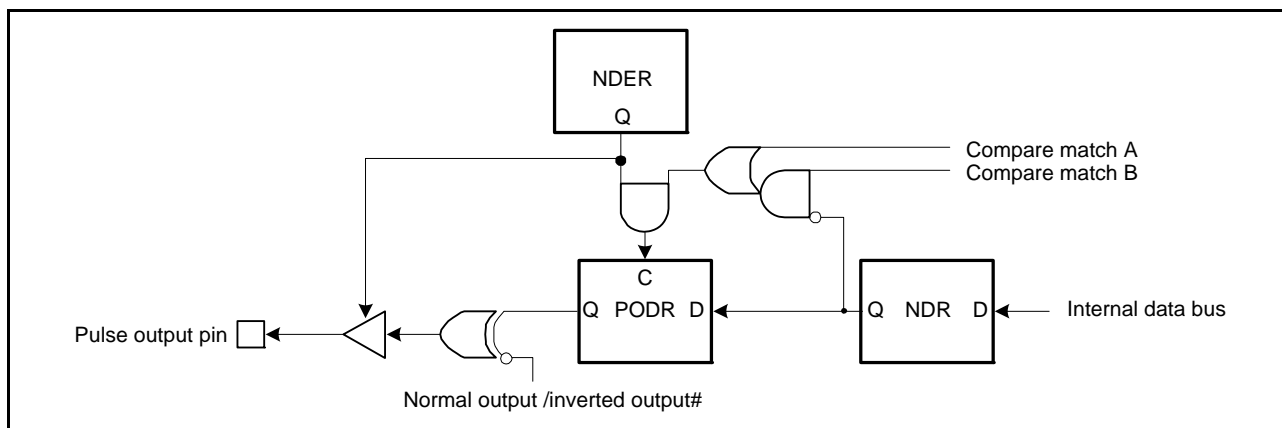 NDER
Q
Compare match A
Compare match B
C
Q PODR D
Q NDR D
Internal data bus
Pulse output pin
Normal output /inverted output#